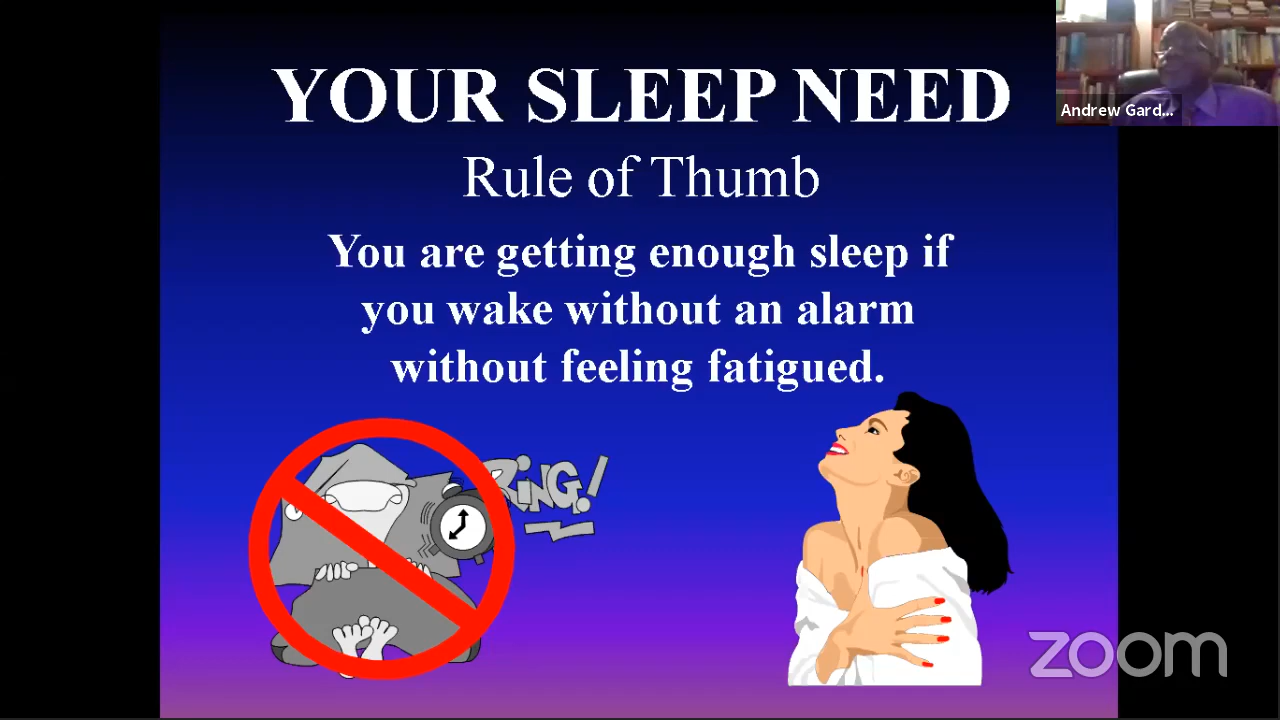 YOUR SLEEP NEED
Andrew Gard...
Rule of Thumb
You are getting enough sleep if
you wake without an alarm
without feeling fatigued.
RING!
zoom